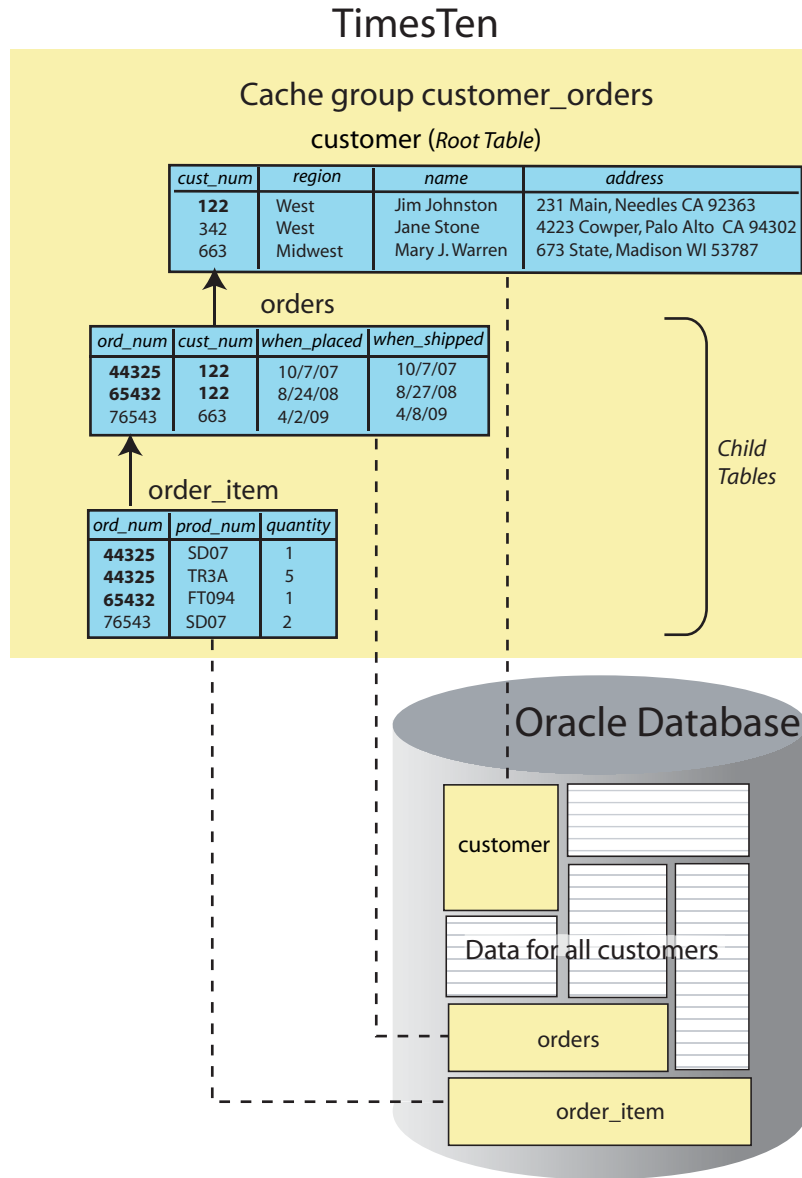 TimesTen
Cache group customer_orders
customer (Root Table)
cust_num region name address
122 West Jim Johnston 231 Main, Needles CA 92363
342 West Jane Stone 4223 Cowper, Palo Alto CA 94302
663 Midwest Mary J. Warren 673 State, Madison WI 53787
orders
ord_num cust_num when_placed when_shipped
44325 122 10/7/07 10/7/07
65432 122 8/24/08 8/27/08
76543 663 4/2/09 4/8/09
Child
Tables
order_item
ord_num prod_num quantity
44325 SD07 1
44325 TR3A 5
65432 FT094 1
76543 SD07 2
Oracle Database
customer
Data for all customers
orders
order_item